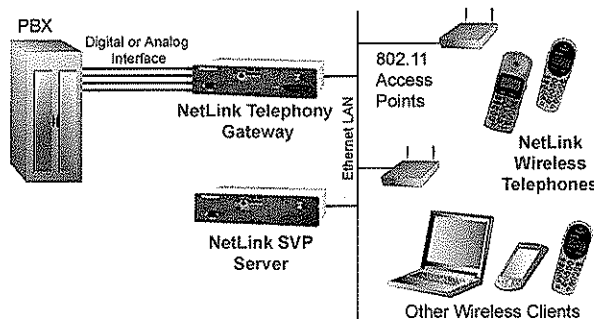 PBX
Digital or Analog
Interface
NetLink Telephony
Gateway
Ethernet LAN
802.11
Access
Points
NetLink
Wireless
Telephones
NetLink SVP
Server
Other Wireless Clients